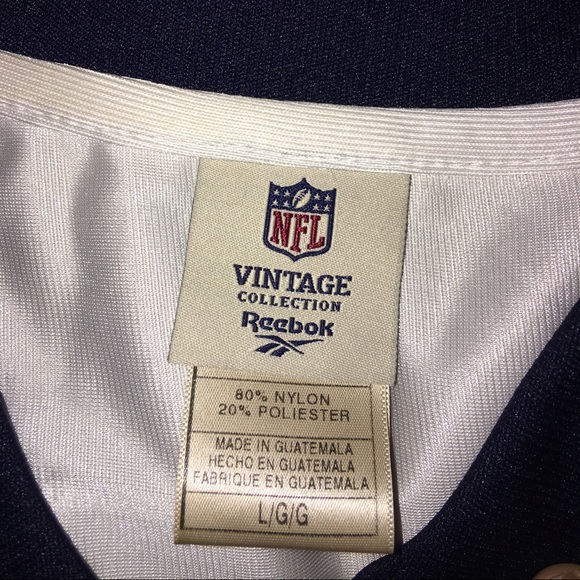 NFL
VINTAGE
COLLECTION
Reebok
80% NYLON
20% POLIESTER
MADE IN GUATEMALA
HECHO EN GUATEMALA
FABRIQUE EN GUATEMALA
L/G/G